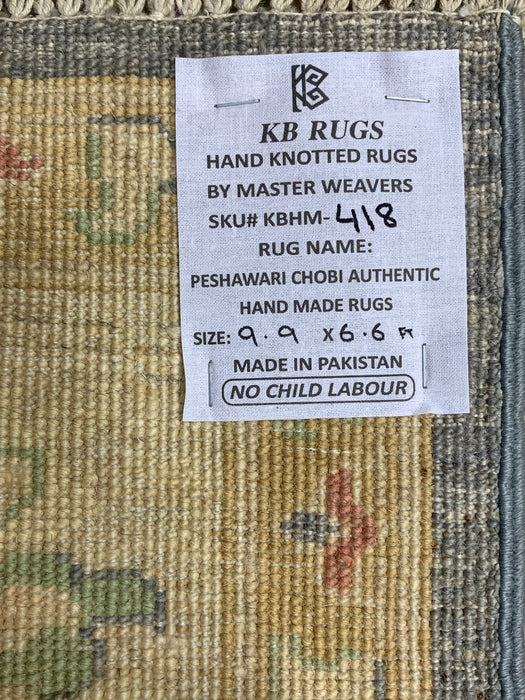 KB RUGS
HAND KNOTTED RUGS
BY MASTER WEAVERS
SKU# KBHM-418
RUG NAME:
PESHAWARI CHOBI AUTHENTIC
HAND MADE RUGS
SIZE: 9.9 X 6.6 FT
MADE IN PAKISTAN
NO CHILD LABOUR